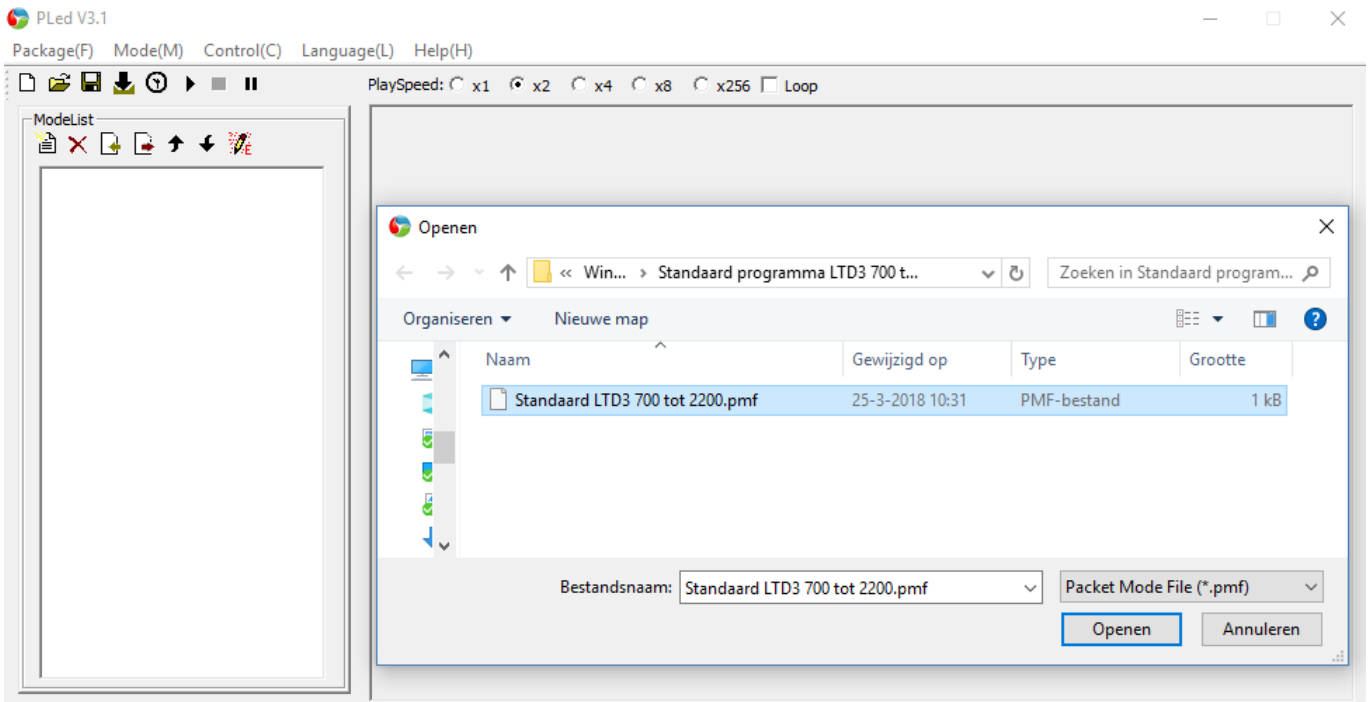 PLed V3.1
Package(F) Mode(M) Control(C) Language(L) Help(H)
PlaySpeed: x1 x2 x4 x8 x256 Loop
ModeList
E
Openen
« Win... › Standaard programma LTD3 700 t... Zoeken in Standaard program...
Organiseren Nieuwe map ?
Naam Gewijzigd op Type Grootte
Standaard LTD3 700 tot 2200.pmf 25-3-2018 10:31 PMF-bestand 1 kB
Bestandsnaam: Standaard LTD3 700 tot 2200.pmf Packet Mode File (*.pmf)
Openen Annuleren